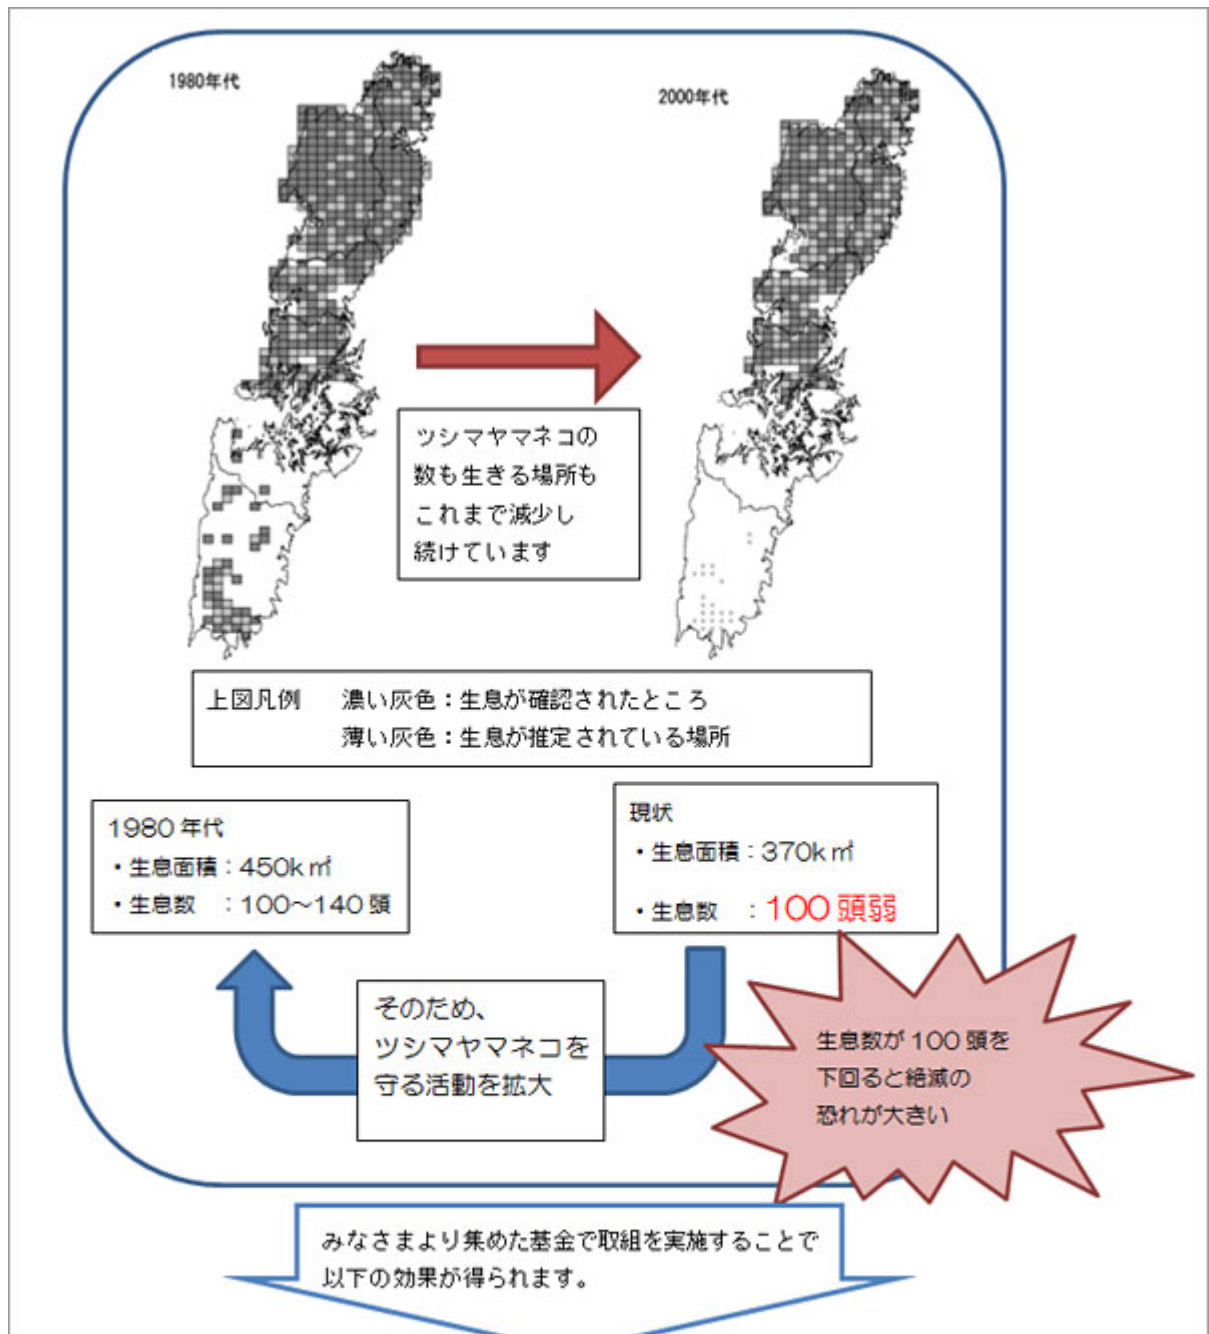 1980年代
2000年代
ツシマヤマネコの
数も生きる場所も
これまで減少し
続けています
上図凡例　濃い灰色：生息が確認されたところ
薄い灰色：生息が推定されている場所
1980年代
・生息面積：450k㎡
・生息数　：100～140頭
現状
・生息面積：370k㎡
・生息数　：100頭弱
そのため、
ツシマヤマネコを
守る活動を拡大
生息数が100頭を
下回ると絶滅の
恐れが大きい
みなさまより集めた基金で取組を実施することで
以下の効果が得られます。